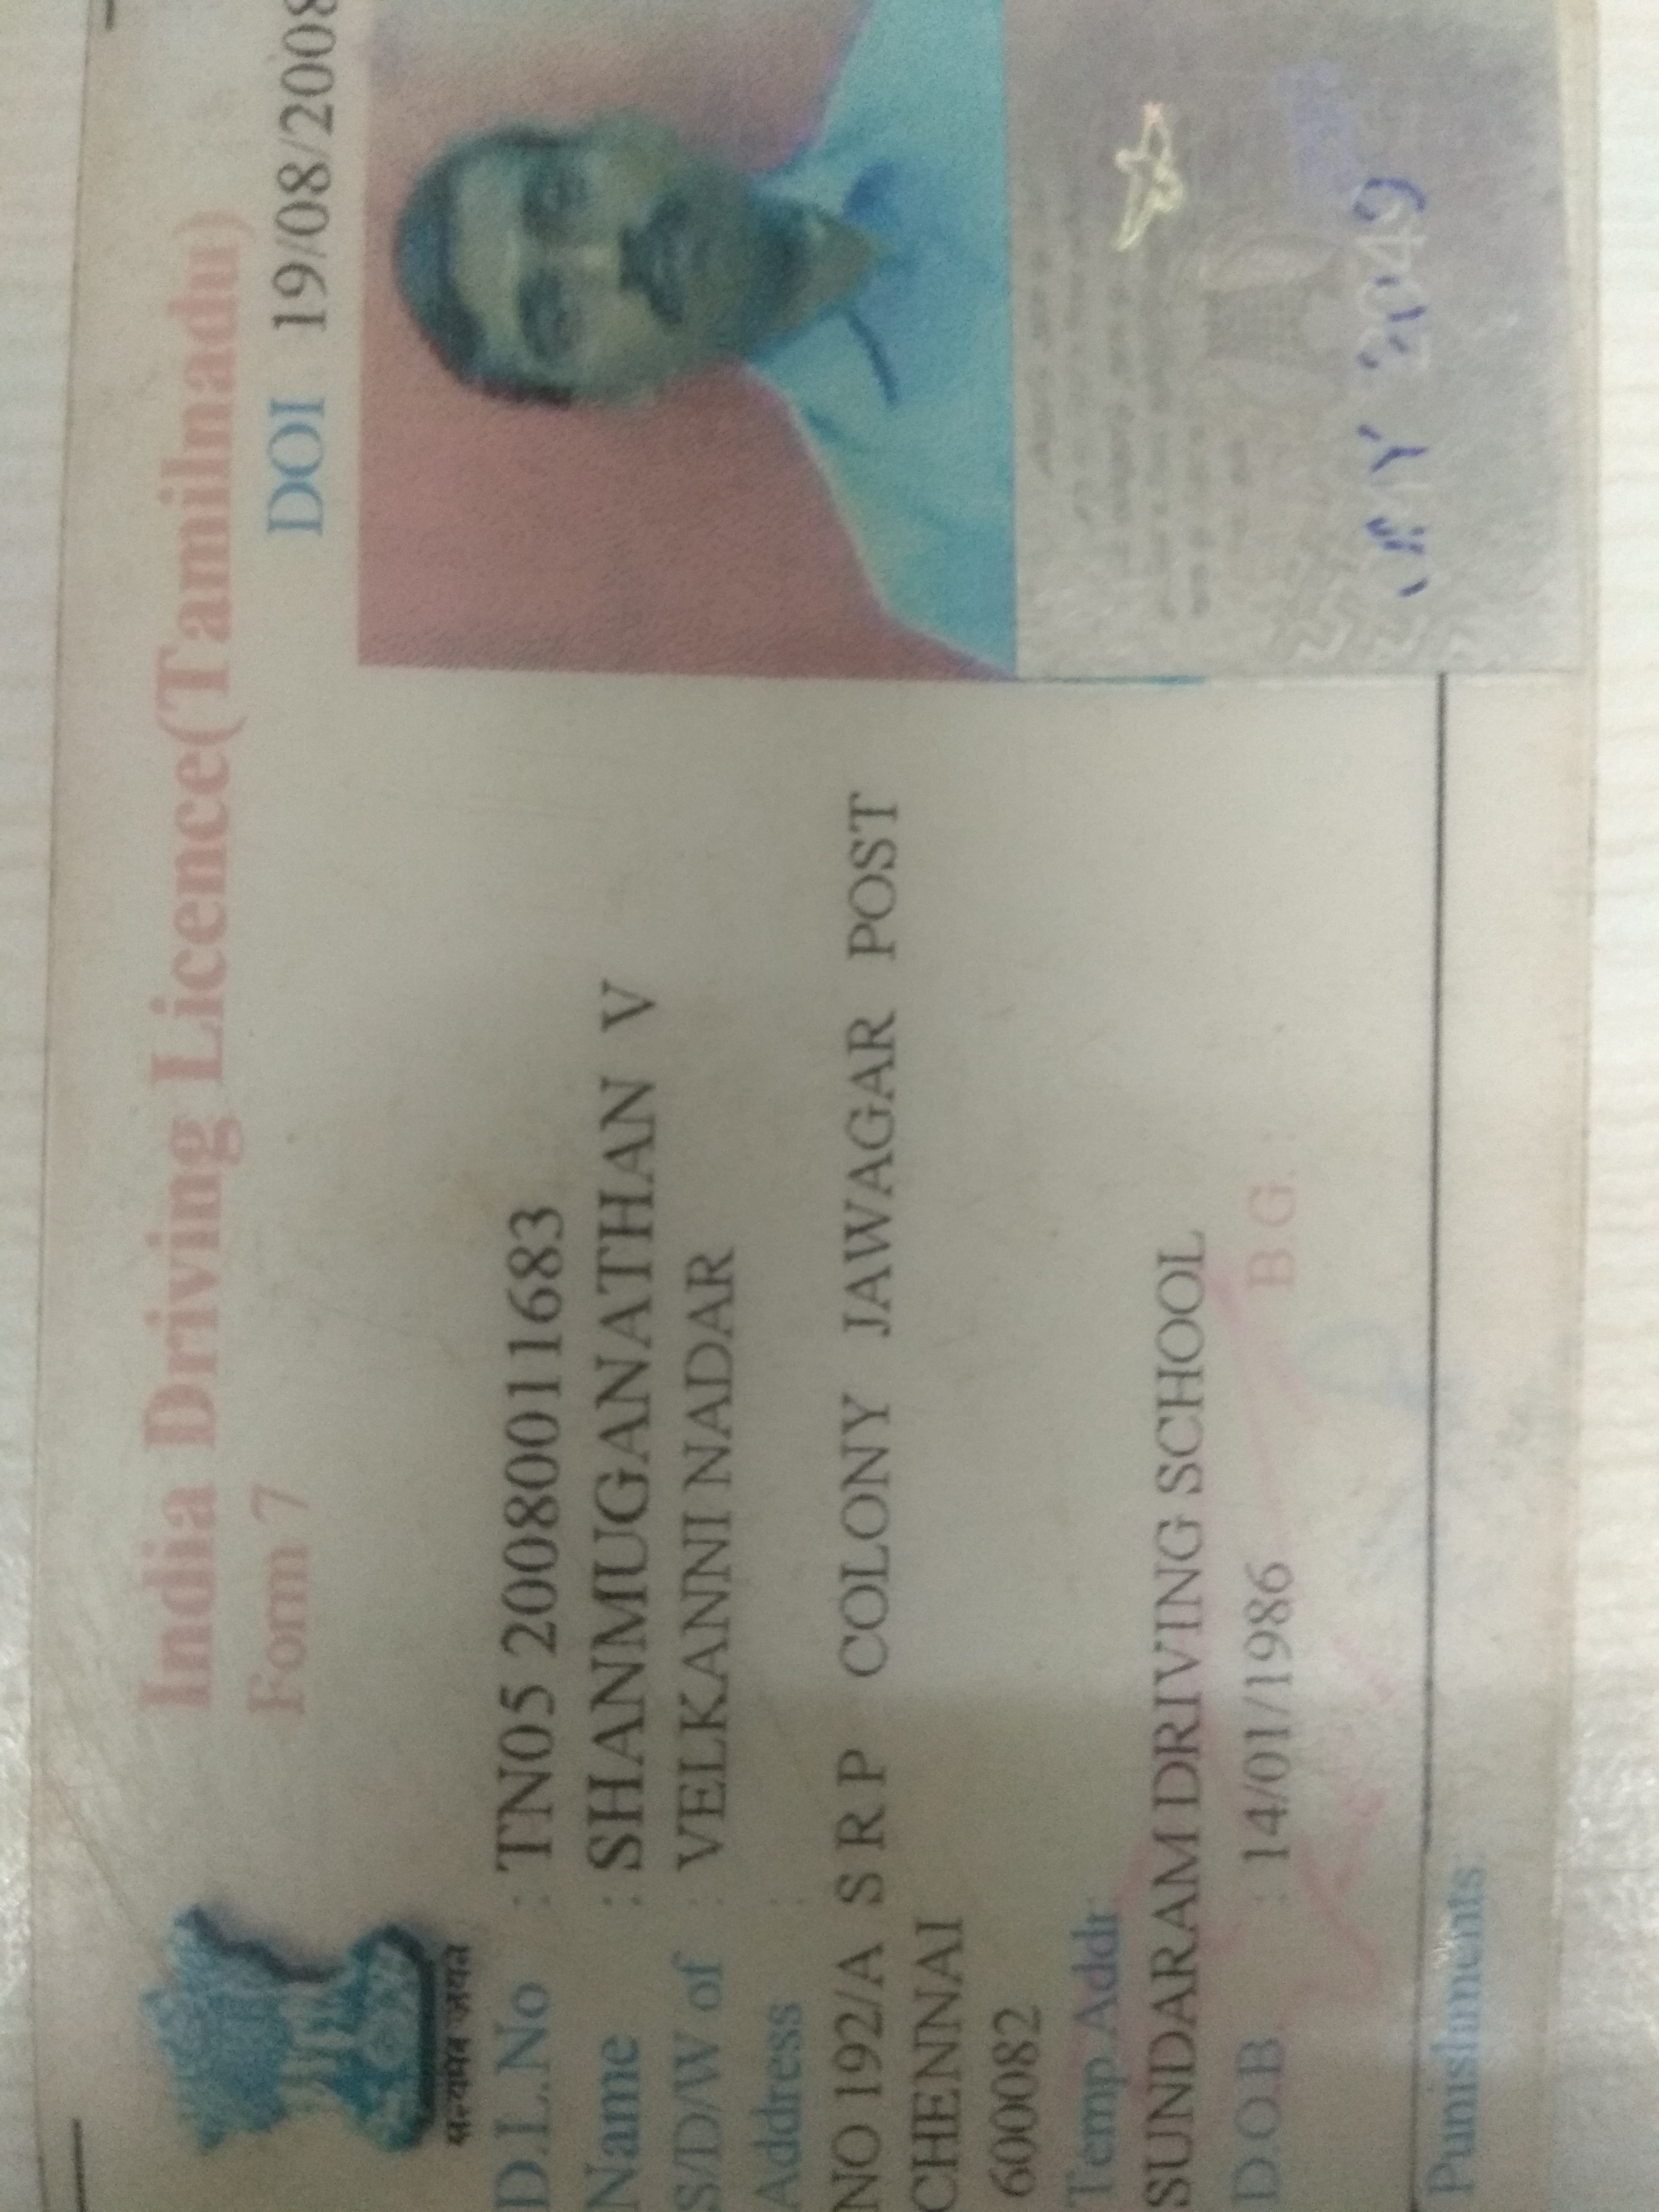 India Driving Licence(Tamilnadu)
Form 7
DOI 19/08/2008
सत्यमेव जयते
D.L.No : TN05 20080011683
Name : SHANMUGANATHAN V
S/D/W of : VELKANNI NADAR
Address :
NO 192/A S R P COLONY JAWAGAR POST
CHENNAI
600082
Temp.Addr:
SUNDARAM DRIVING SCHOOL
D.O.B : 14/01/1986 B.G. :
2049
Punishments